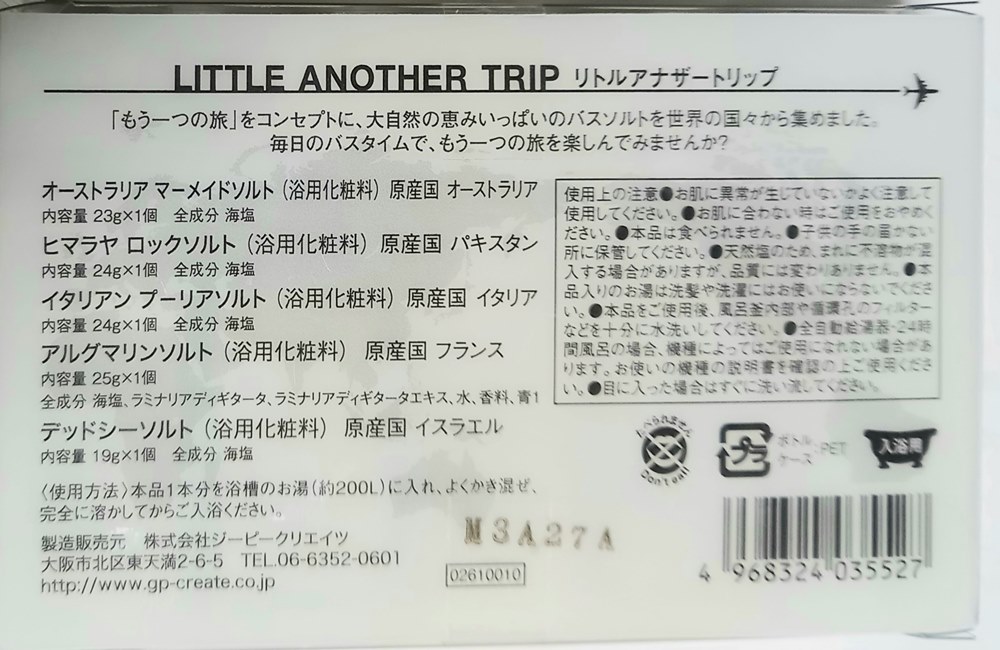 LITTLE ANOTHER TRIP リトルアナザートリップ
「もう一つの旅」をコンセプトに、大自然の恵みいっぱいのバスソルトを世界の国々から集めました。
毎日のバスタイムで、もう一つの旅を楽しんでみませんか?
オーストラリア マーメイドソルト（浴用化粧料）原産国 オーストラリア
内容量 23g×1個　全成分 海塩
ヒマラヤ ロックソルト（浴用化粧料）原産国 パキスタン
内容量 24g×1個　全成分 海塩
イタリアン プーリアソルト（浴用化粧料）原産国 イタリア
内容量 24g×1個　全成分 海塩
アルグマリンソルト（浴用化粧料）　原産国 フランス
内容量 25g×1個
全成分 海塩、ラミナリアディギタータ、ラミナリアディギタータエキス、水、香料、青1
デッドシーソルト（浴用化粧料）　原産国 イスラエル
内容量 19g×1個　全成分 海塩
〈使用方法〉本品1本分を浴槽のお湯（約200L）に入れ、よくかき混ぜ、
完全に溶かしてからご入浴ください。
製造販売元　株式会社ジーピークリエイツ
大阪市北区東天満2-6-5　TEL.06-6352-0601
http://www.gp-create.co.jp
M3A27A
02610010
使用上の注意●お肌に異常が生じていないかよく注意して
使用してください。●お肌に合わない時はご使用をおやめく
ださい。●本品は食べられません。●子供の手の届かない
所に保管してください。●天然塩のため、まれに不溶物が混
入する場合がありますが、品質には変わりありません。●本
品入りのお湯は洗髪や洗濯にはお使いにならないでくださ
い。●本品をご使用後、風呂釜内部や循環孔のフィルター
などを十分に水洗いしてください。●全自動給湯器・24時
間風呂の場合、機種によってはご使用になれない場合があ
ります。お使いの機種の説明書を確認の上ご使用くださ
い。●目に入った場合はすぐに洗い流してください。
たべられません
Don't eat!
プラ
ボトル、
ケース:PET
入浴用
4 968324 035527